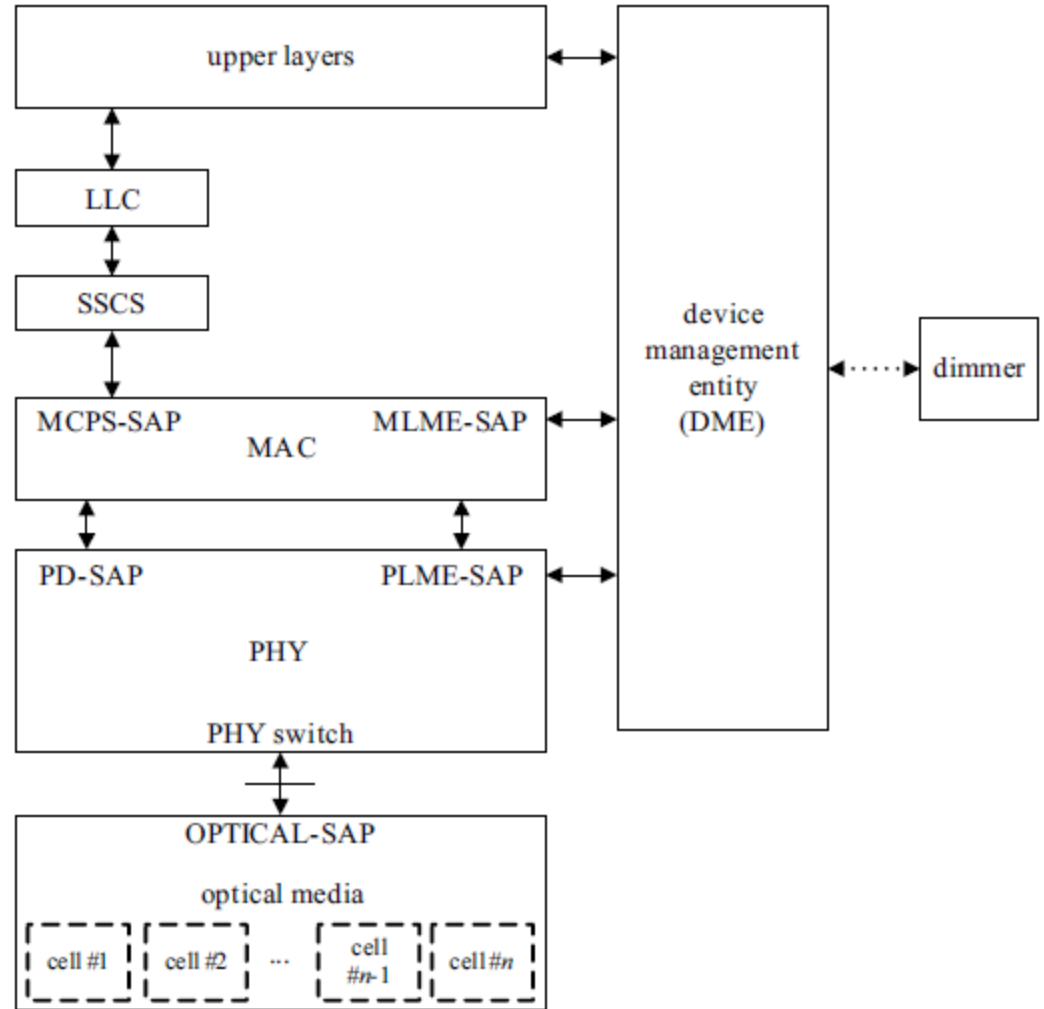 upper layers
LLC
SSCS
device
management
entity
(DME)
dimmer
MCPS-SAP
MLME-SAP
MAC
PD-SAP
PLME-SAP
PHY
PHY switch
OPTICAL-SAP
optical media
cell #1
cell #2
...
cell
#n-1
cell #n